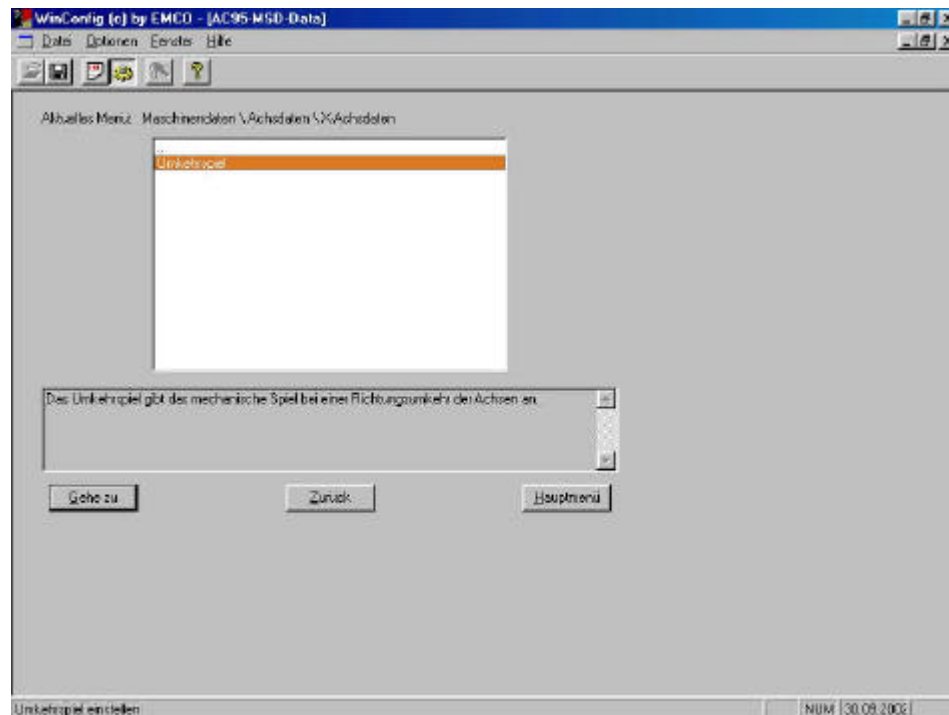 WinConfig (c) by EMCO - [AC95-MSD-Data]
Datei Optionen Fenster Hilfe
Aktuelles Menü: Maschinendaten \ Achsdaten \ X-Achsdaten
..
Umkehrspiel
Das Umkehrspiel gibt das mechanische Spiel bei einer Richtungsumkehr der Achsen an.
Gehe zu
Zurück
Hauptmenü
Umkehrspiel einstellen
NUM 30.09.2002